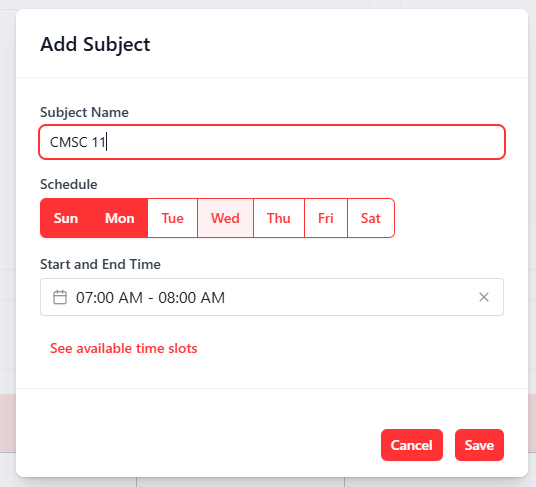 Add Subject
Subject Name
CMSC 11
Schedule
Sun Mon Tue Wed Thu Fri Sat
Start and End Time
07:00 AM - 08:00 AM
See available time slots
Cancel Save